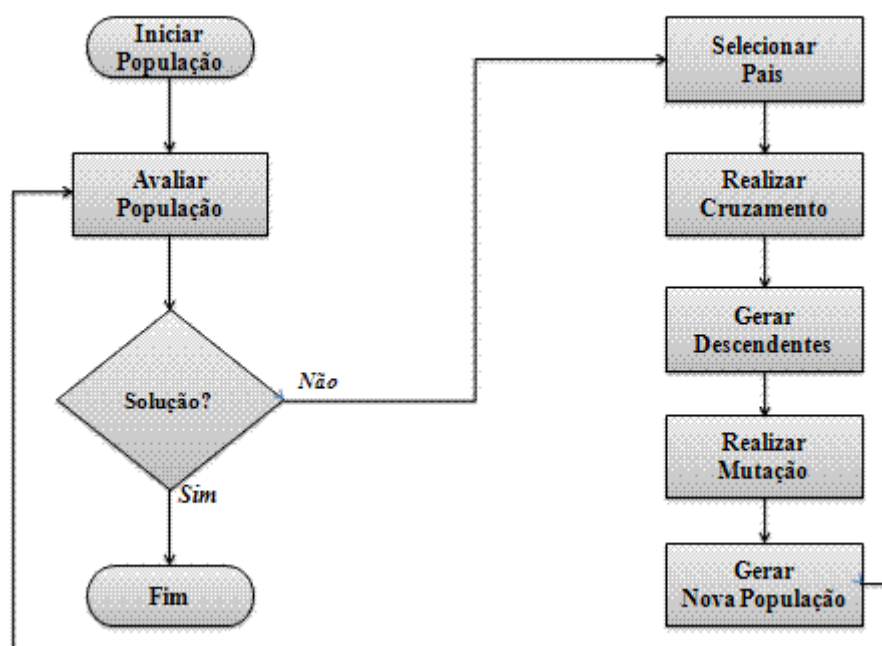 Iniciar
População
Avaliar
População
Solução?
Não
Sim
Fim
Selecionar
Pais
Realizar
Cruzamento
Gerar
Descendentes
Realizar
Mutação
Gerar
Nova População